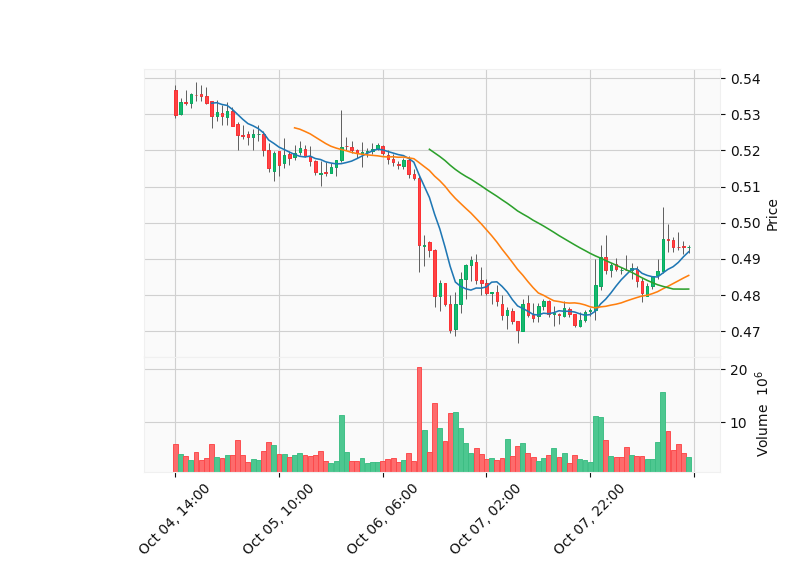 0.54
0.53
0.52
0.51
0.50
0.49
0.48
0.47
Price
20
10
Volume 10⁶
Oct 04, 14:00
Oct 05, 10:00
Oct 06, 06:00
Oct 07, 02:00
Oct 07, 22:00